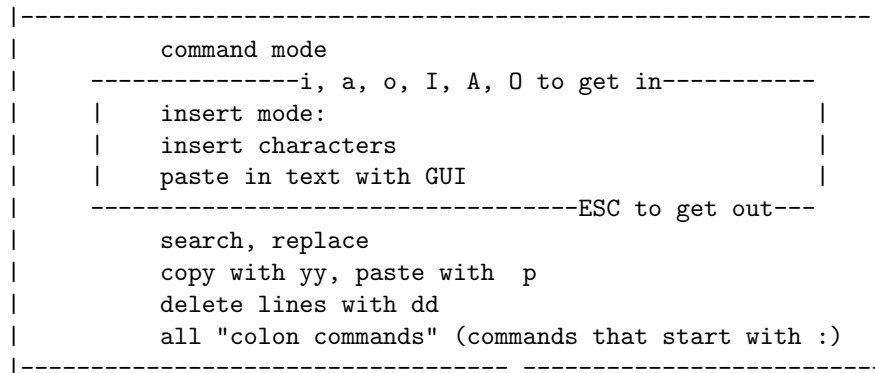 |-------------------------------------------------------------
|          command mode
|     ---------------i, a, o, I, A, O to get in-----------
|     |    insert mode:                                   |
|     |    insert characters                              |
|     |    paste in text with GUI                         |
|     -----------------------------------ESC to get out---
|          search, replace
|          copy with yy, paste with  p
|          delete lines with dd
|          all "colon commands" (commands that start with :)
|----------------------------------- --------------------------